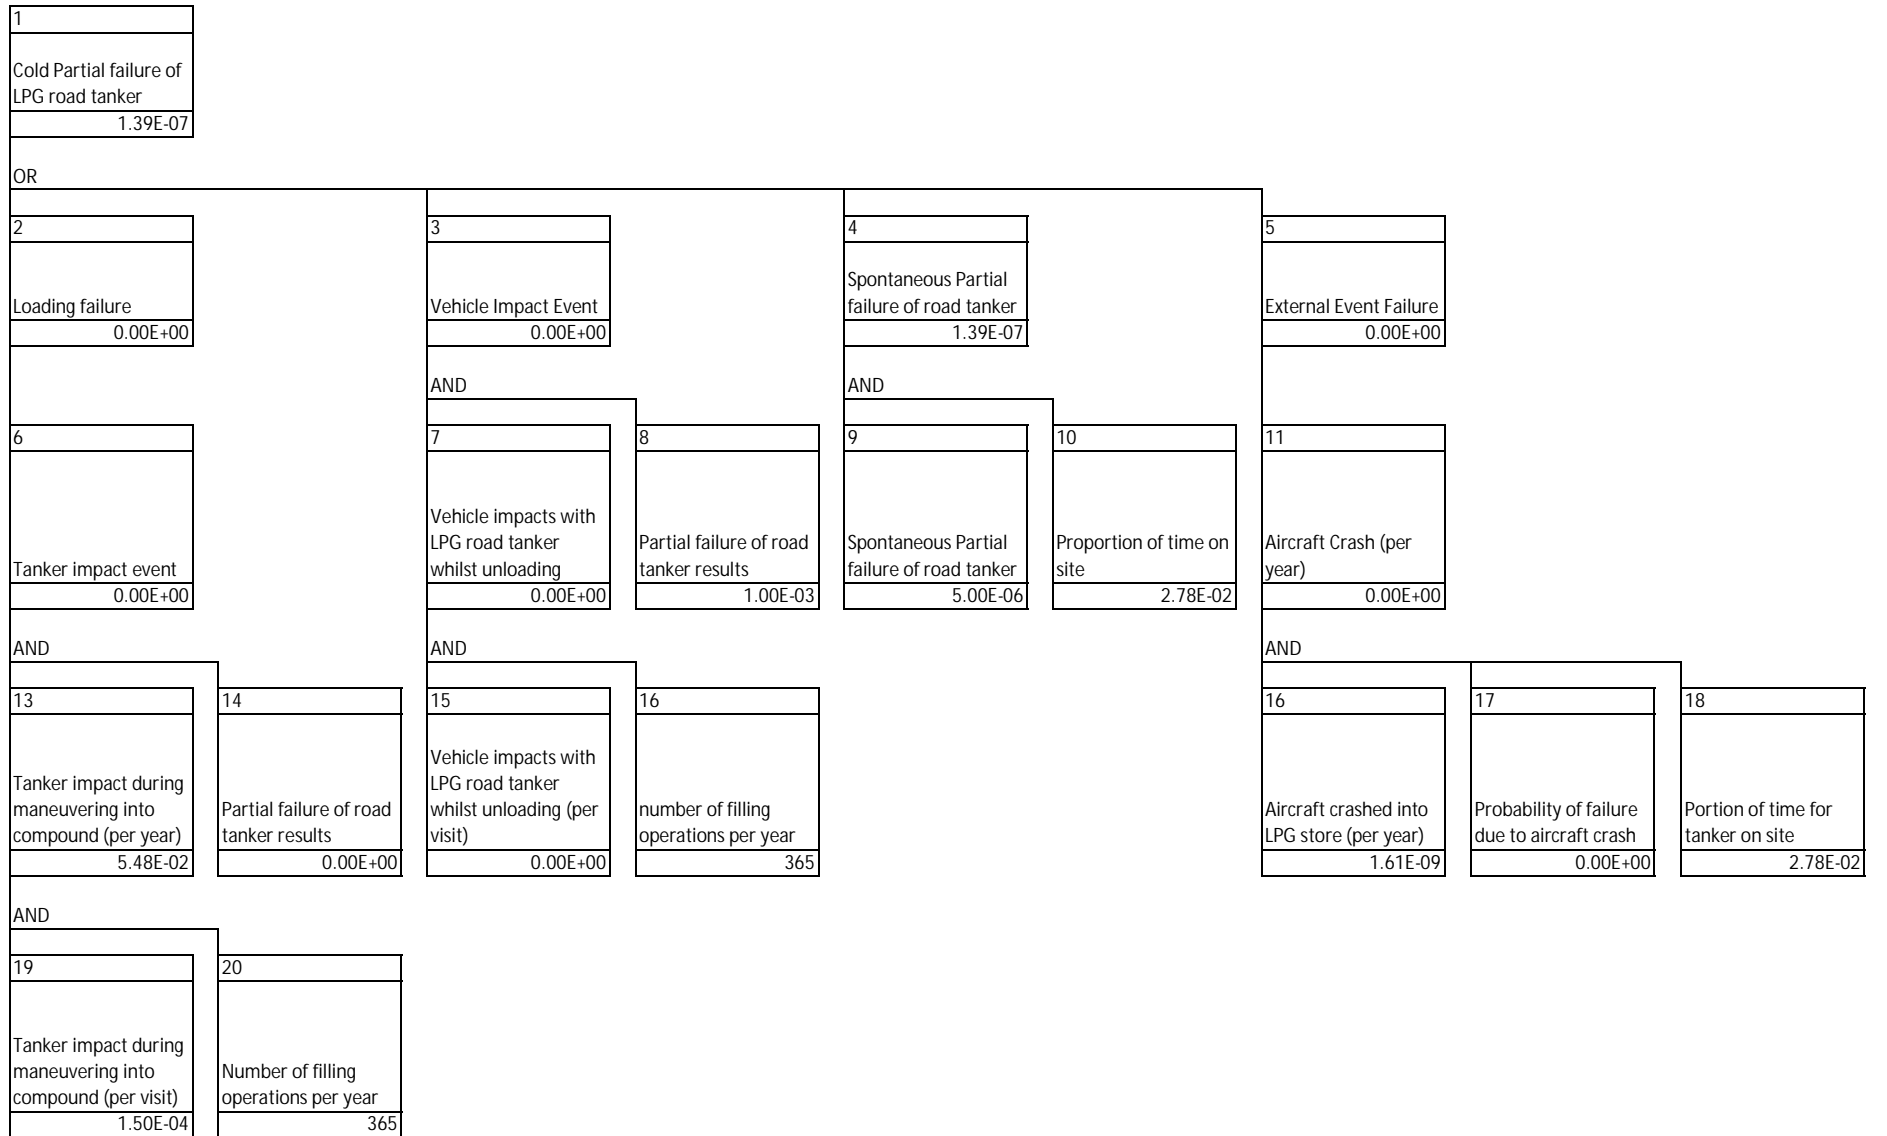 1
Cold Partial failure of
LPG road tanker
1.39E-07
OR
2
Loading failure
0.00E+00
3
Vehicle Impact Event
0.00E+00
4
Spontaneous Partial
failure of road tanker
1.39E-07
5
External Event Failure
0.00E+00
AND
AND
6
Tanker impact event
0.00E+00
7
Vehicle impacts with
LPG road tanker
whilst unloading
0.00E+00
8
Partial failure of road
tanker results
1.00E-03
9
Spontaneous Partial
failure of road tanker
5.00E-06
10
Proportion of time on
site
2.78E-02
11
Aircraft Crash (per
year)
0.00E+00
AND
AND
AND
13
Tanker impact during
maneuvering into
compound (per year)
5.48E-02
14
Partial failure of road
tanker results
0.00E+00
15
Vehicle impacts with
LPG road tanker
whilst unloading (per
visit)
0.00E+00
16
number of filling
operations per year
365
16
Aircraft crashed into
LPG store (per year)
1.61E-09
17
Probability of failure
due to aircraft crash
0.00E+00
18
Portion of time for
tanker on site
2.78E-02
AND
19
Tanker impact during
maneuvering into
compound (per visit)
1.50E-04
20
Number of filling
operations per year
365